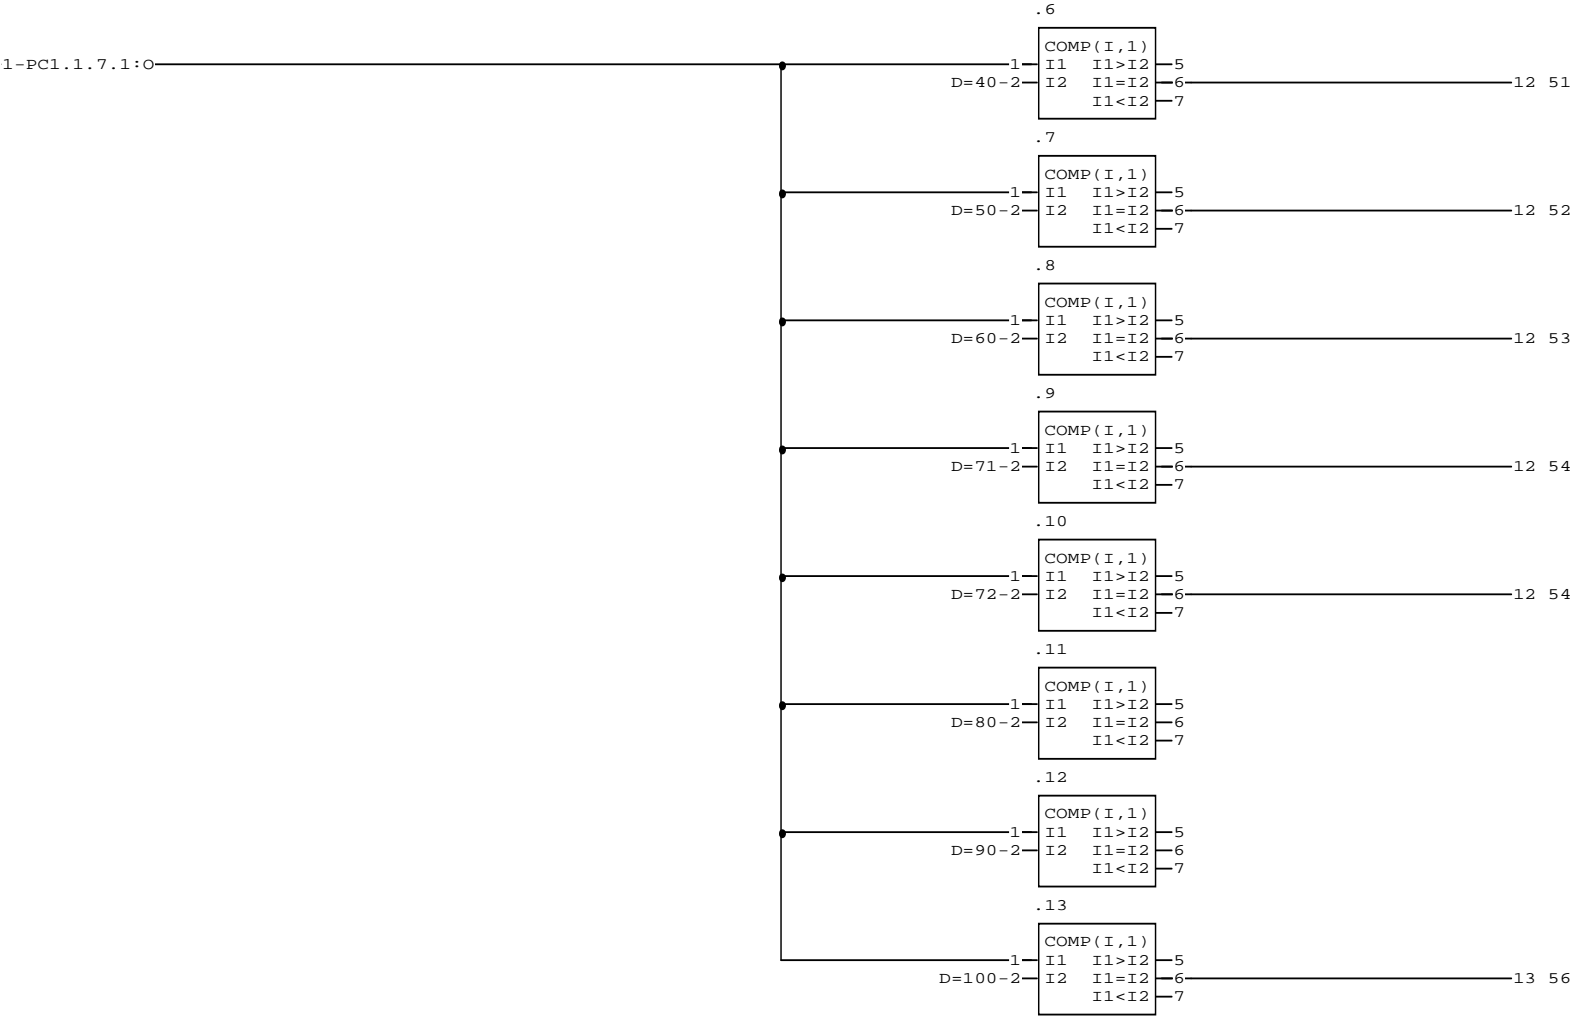 .6
COMP(I,1)
1-PC1.1.7.1:O 1 I1 I1>I2 5
D=40-2 I2 I1=I2 6 12 51
I1<I2 7
.7
COMP(I,1)
1 I1 I1>I2 5
D=50-2 I2 I1=I2 6 12 52
I1<I2 7
.8
COMP(I,1)
1 I1 I1>I2 5
D=60-2 I2 I1=I2 6 12 53
I1<I2 7
.9
COMP(I,1)
1 I1 I1>I2 5
D=71-2 I2 I1=I2 6 12 54
I1<I2 7
.10
COMP(I,1)
1 I1 I1>I2 5
D=72-2 I2 I1=I2 6 12 54
I1<I2 7
.11
COMP(I,1)
1 I1 I1>I2 5
D=80-2 I2 I1=I2 6
I1<I2 7
.12
COMP(I,1)
1 I1 I1>I2 5
D=90-2 I2 I1=I2 6
I1<I2 7
.13
COMP(I,1)
1 I1 I1>I2 5
D=100-2 I2 I1=I2 6 13 56
I1<I2 7